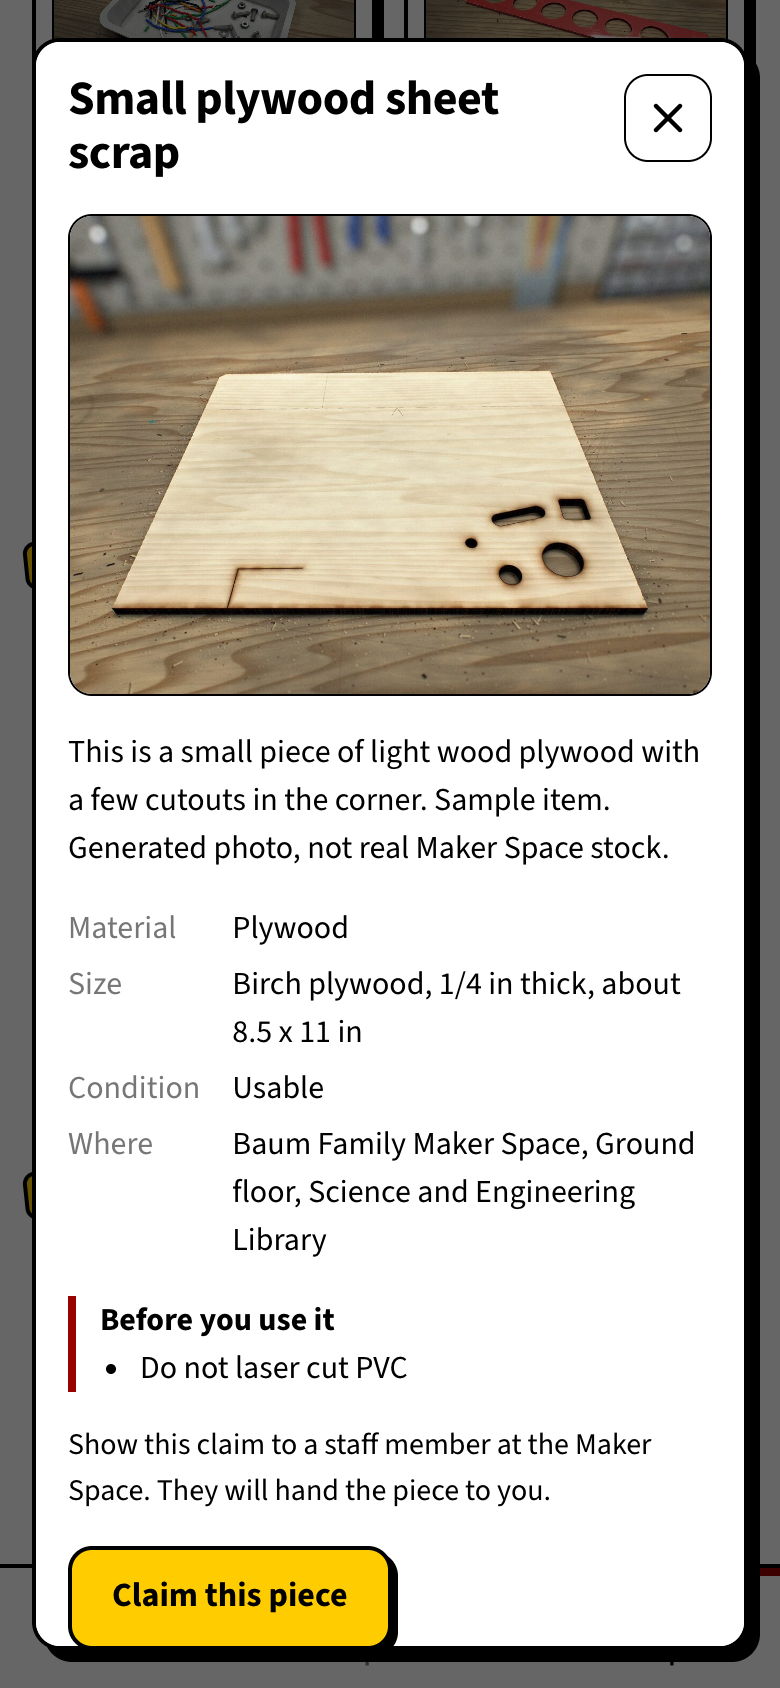 Small plywood sheet
scrap
This is a small piece of light wood plywood with
a few cutouts in the corner. Sample item.
Generated photo, not real Maker Space stock.
Material Plywood
Size Birch plywood, 1/4 in thick, about
8.5 x 11 in
Condition Usable
Where Baum Family Maker Space, Ground
floor, Science and Engineering
Library
Before you use it
• Do not laser cut PVC
Show this claim to a staff member at the Maker
Space. They will hand the piece to you.
Claim this piece